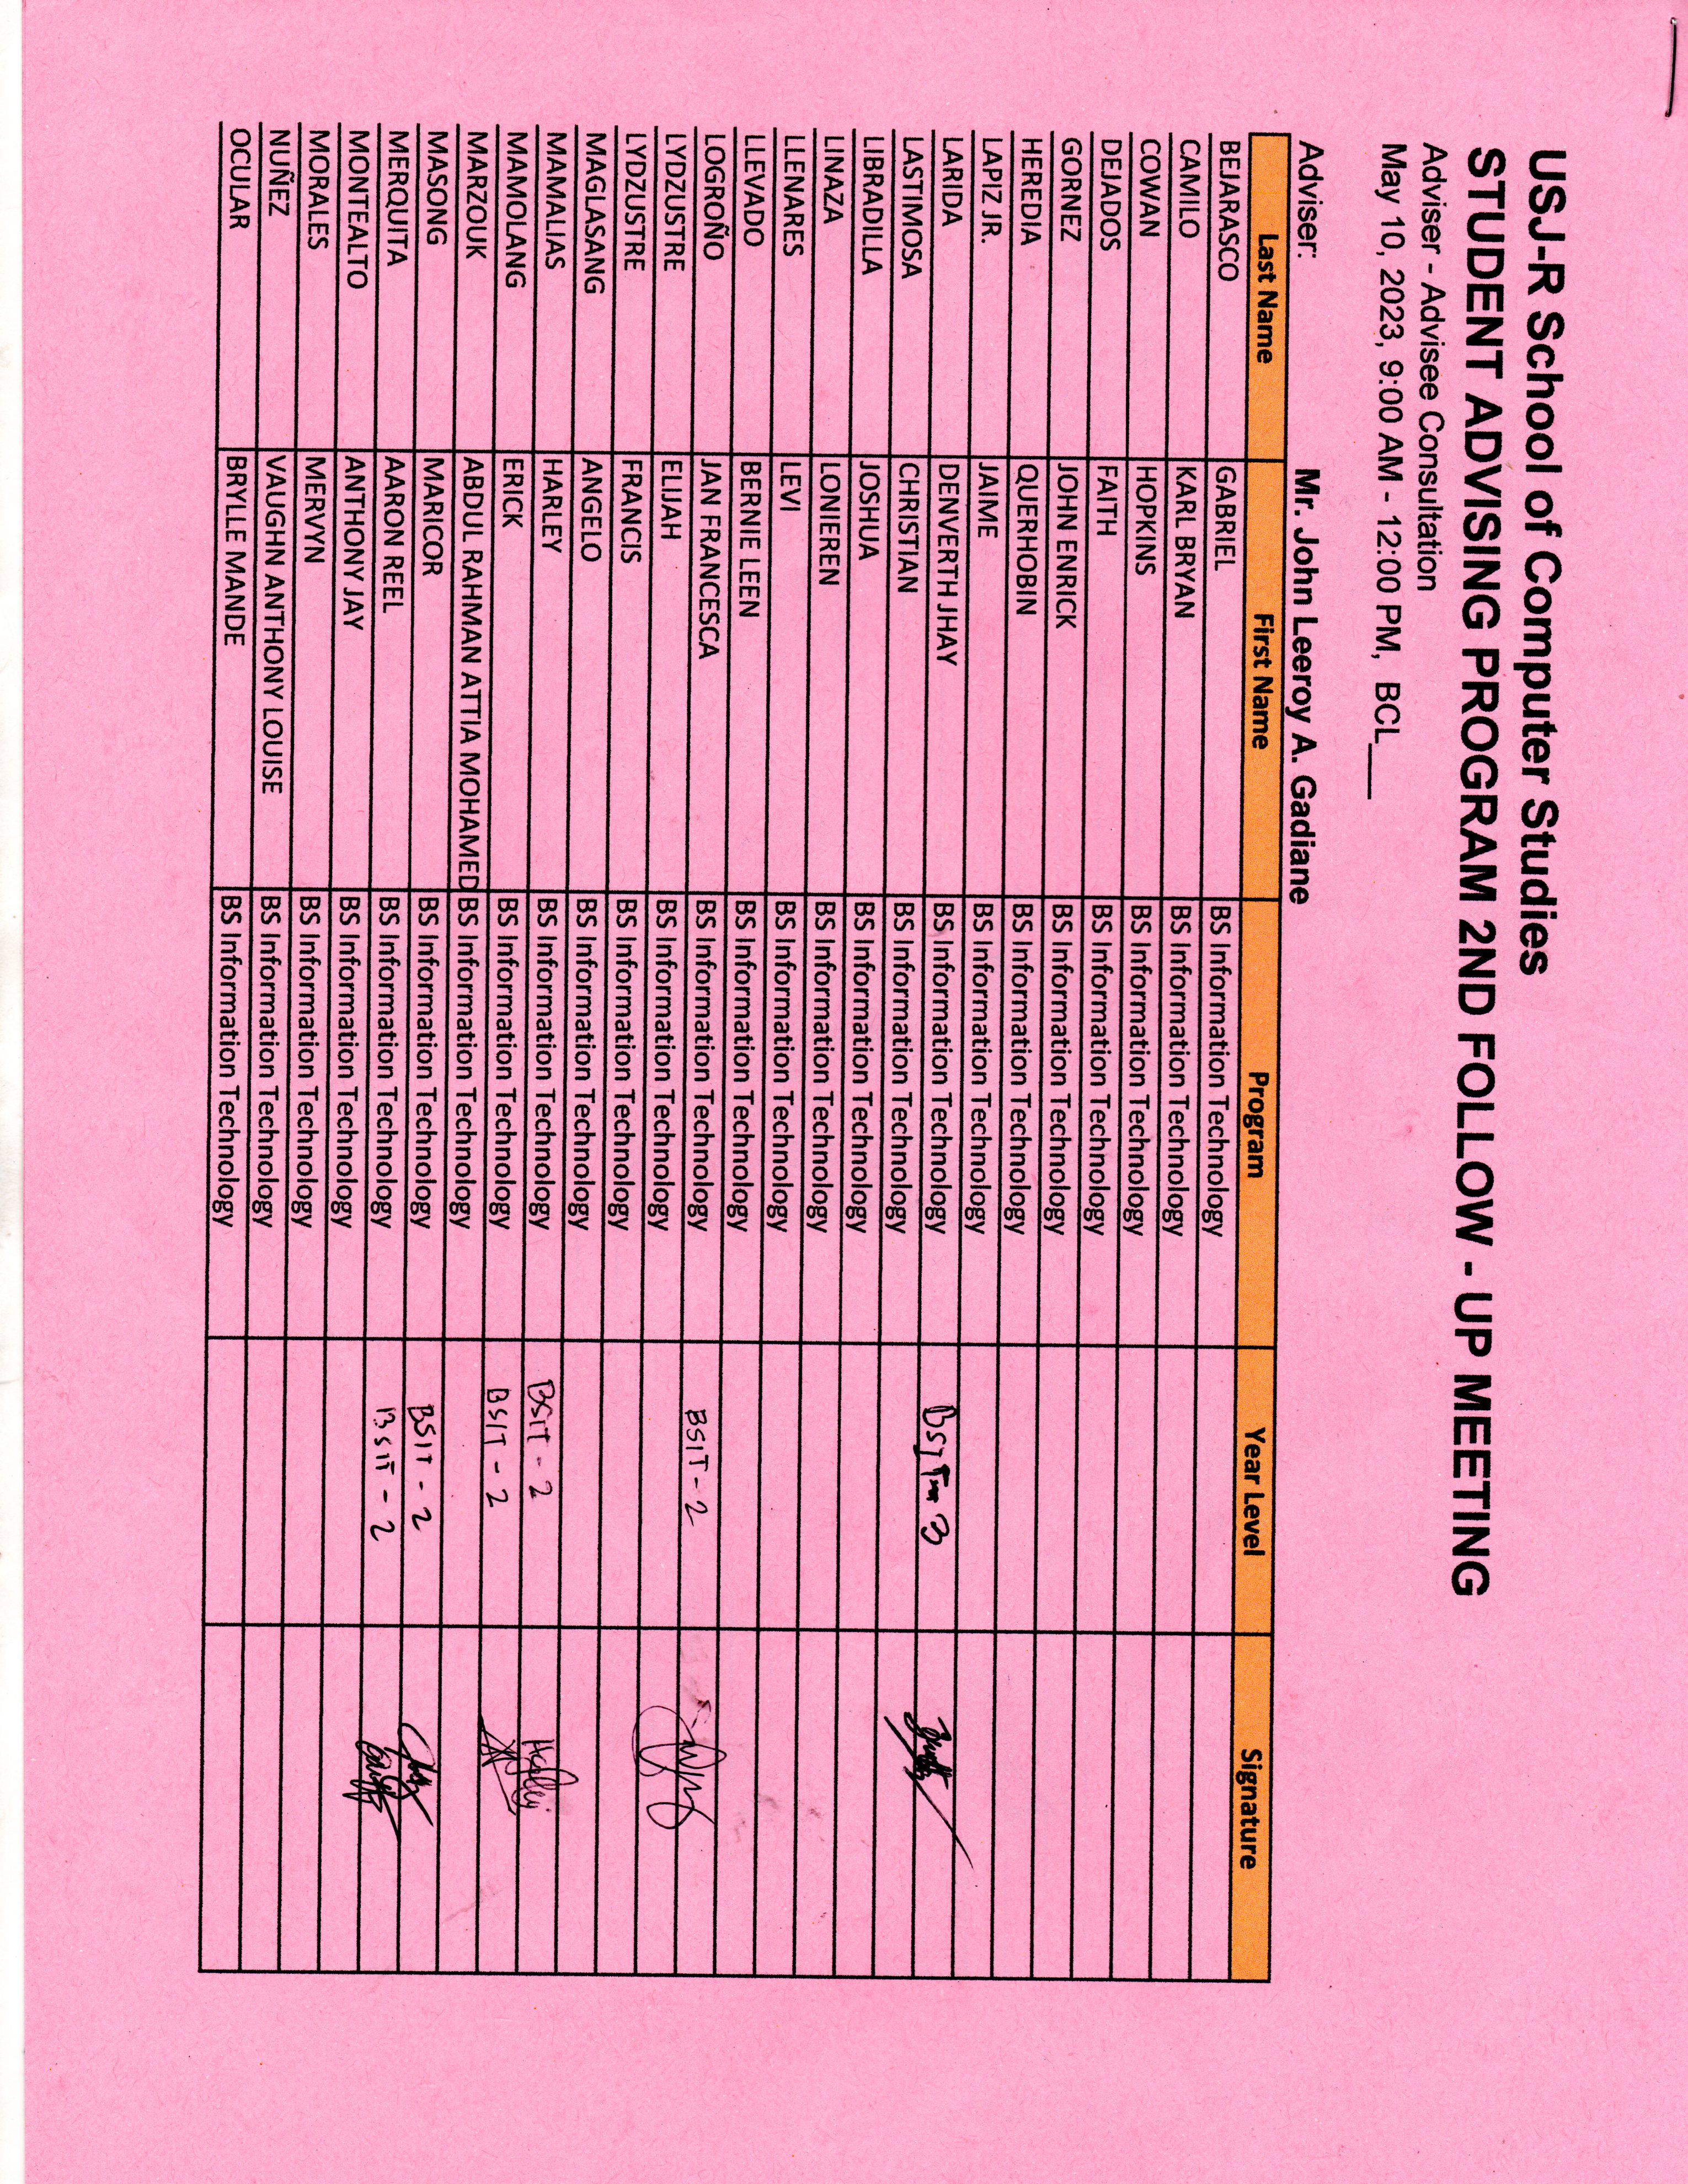 USJ-R School of Computer Studies
STUDENT ADVISING PROGRAM 2ND FOLLOW - UP MEETING
Adviser - Advisee Consultation
May 10, 2023, 9:00 AM - 12:00 PM, BCL___
Adviser: Mr. John Leeroy A. Gadiane
Last Name First Name Program Year Level Signature
BEJARASCO GABRIEL BS Information Technology
CAMILO KARL BRYAN BS Information Technology
COWAN HOPKINS BS Information Technology
DEJADOS FAITH BS Information Technology
GORNEZ JOHN ENRICK BS Information Technology
HEREDIA QUERHOBIN BS Information Technology
LAPIZ JR. JAIME BS Information Technology
LARIDA DENVERTH JHAY BS Information Technology BSIT 3
LASTIMOSA CHRISTIAN BS Information Technology
LIBRADILLA JOSHUA BS Information Technology
LINAZA LONIEREN BS Information Technology
LLENARES LEVI BS Information Technology
LLEVADO BERNIE LEEN BS Information Technology
LOGROÑO JAN FRANCESCA BS Information Technology BSIT - 2
LYDZUSTRE ELIJAH BS Information Technology
LYDZUSTRE FRANCIS BS Information Technology
MAGLASANG ANGELO BS Information Technology
MAMALIAS HARLEY BS Information Technology BSIT - 2 Harley
MAMOLANG ERICK BS Information Technology BSIT - 2
MARZOUK ABDUL RAHMAN ATTIA MOHAMED BS Information Technology
MASONG MARICOR BS Information Technology BSIT - 2
MERQUITA AARON REEL BS Information Technology BSIT - 2
MONTEALTO ANTHONY JAY BS Information Technology
MORALES MERVYN BS Information Technology
NUÑEZ VAUGHN ANTHONY LOUISE BS Information Technology
OCULAR BRYLLE MANDE BS Information Technology